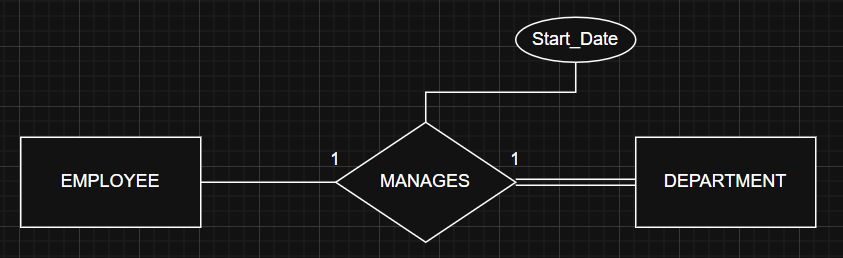 Start_Date
1
1
EMPLOYEE
MANAGES
DEPARTMENT